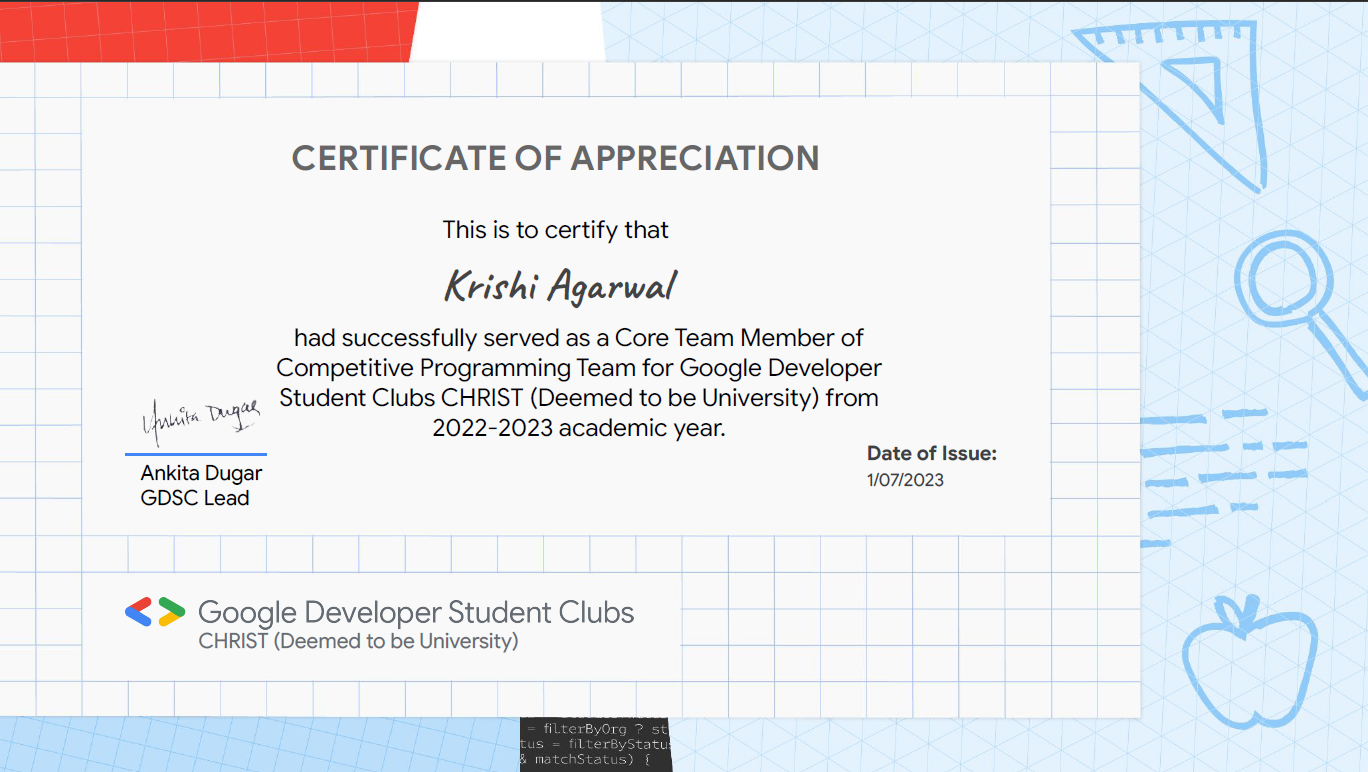 CERTIFICATE OF APPRECIATION
This is to certify that
Krishi Agarwal
had successfully served as a Core Team Member of
Competitive Programming Team for Google Developer
Student Clubs CHRIST (Deemed to be University) from
2022-2023 academic year.
Ankita Dugar
Ankita Dugar
GDSC Lead
Date of Issue:
1/07/2023
Google Developer Student Clubs
CHRIST (Deemed to be University)
= filterByOrg ? st
tus = filterByStatu
& matchStatus) {